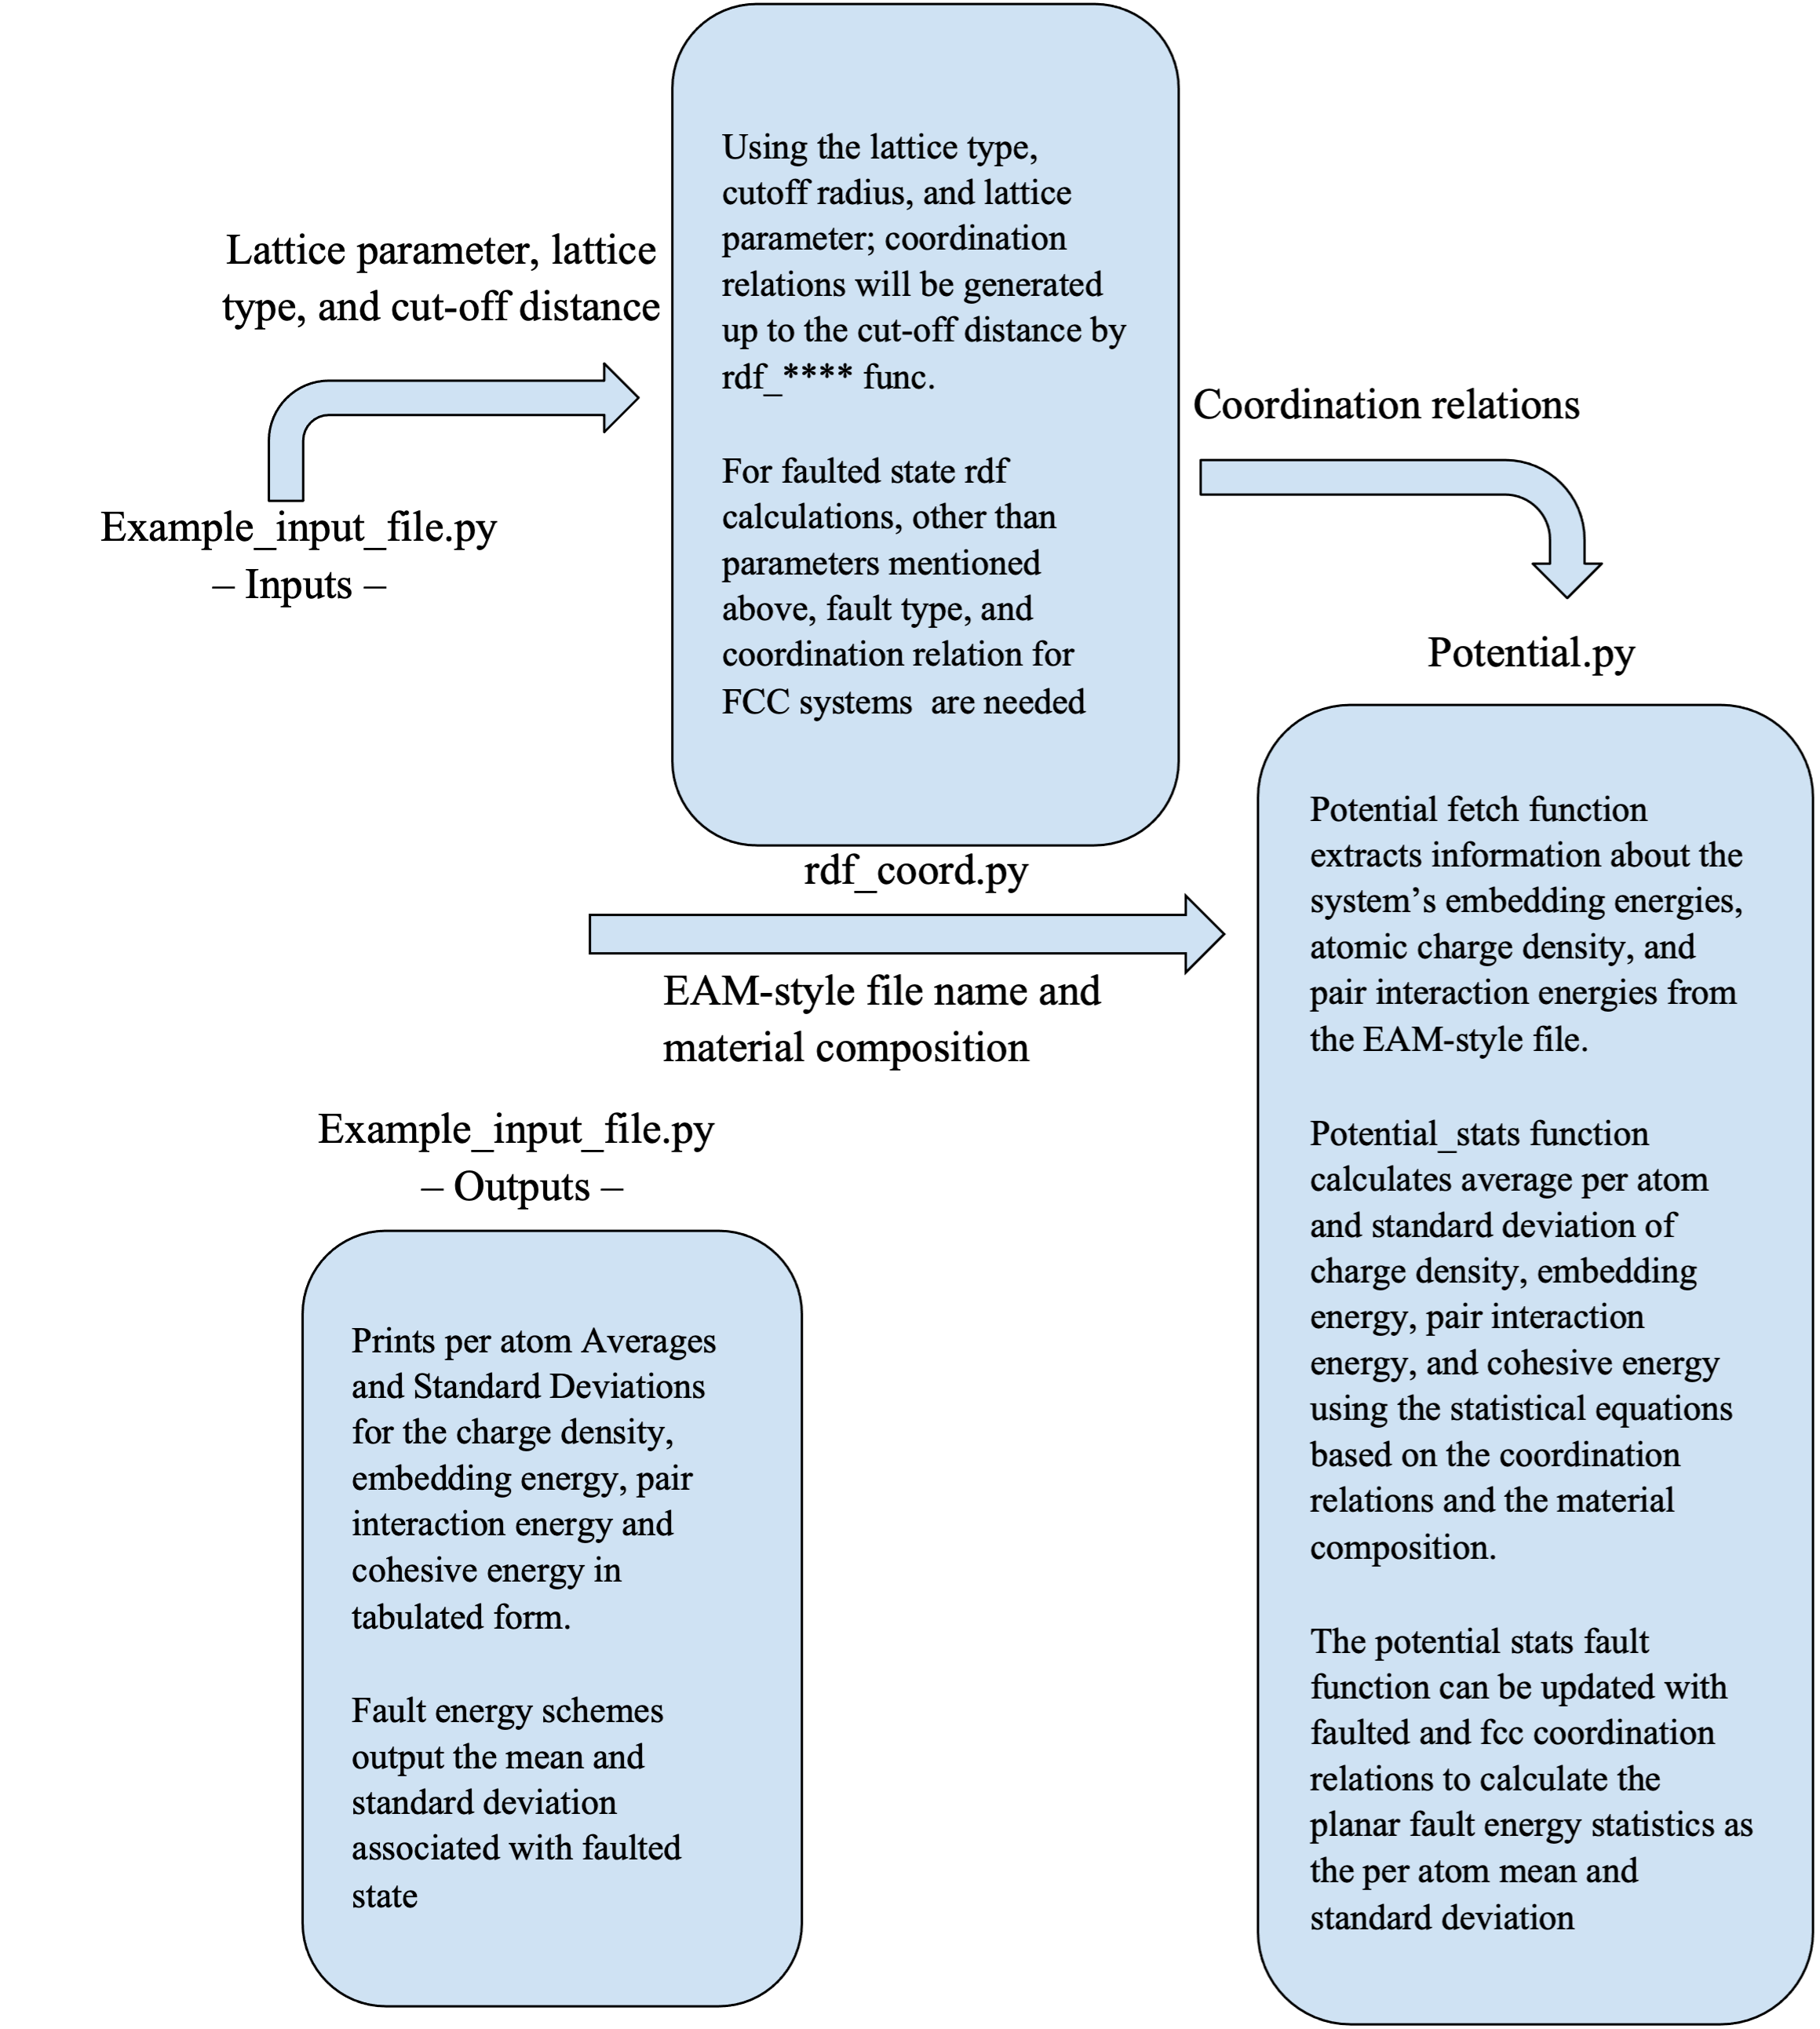 Lattice parameter, lattice
type, and cut-off distance
Example_input_file.py
– Inputs –
Using the lattice type,
cutoff radius, and lattice
parameter; coordination
relations will be generated
up to the cut-off distance by
rdf_**** func.
For faulted state rdf
calculations, other than
parameters mentioned
above, fault type, and
coordination relation for
FCC systems  are needed
rdf_coord.py
Coordination relations
Potential.py
EAM-style file name and
material composition
Potential fetch function
extracts information about the
system’s embedding energies,
atomic charge density, and
pair interaction energies from
the EAM-style file.
Potential_stats function
calculates average per atom
and standard deviation of
charge density, embedding
energy, pair interaction
energy, and cohesive energy
using the statistical equations
based on the coordination
relations and the material
composition.
The potential stats fault
function can be updated with
faulted and fcc coordination
relations to calculate the
planar fault energy statistics as
the per atom mean and
standard deviation
Example_input_file.py
– Outputs –
Prints per atom Averages
and Standard Deviations
for the charge density,
embedding energy, pair
interaction energy and
cohesive energy in
tabulated form.
Fault energy schemes
output the mean and
standard deviation
associated with faulted
state